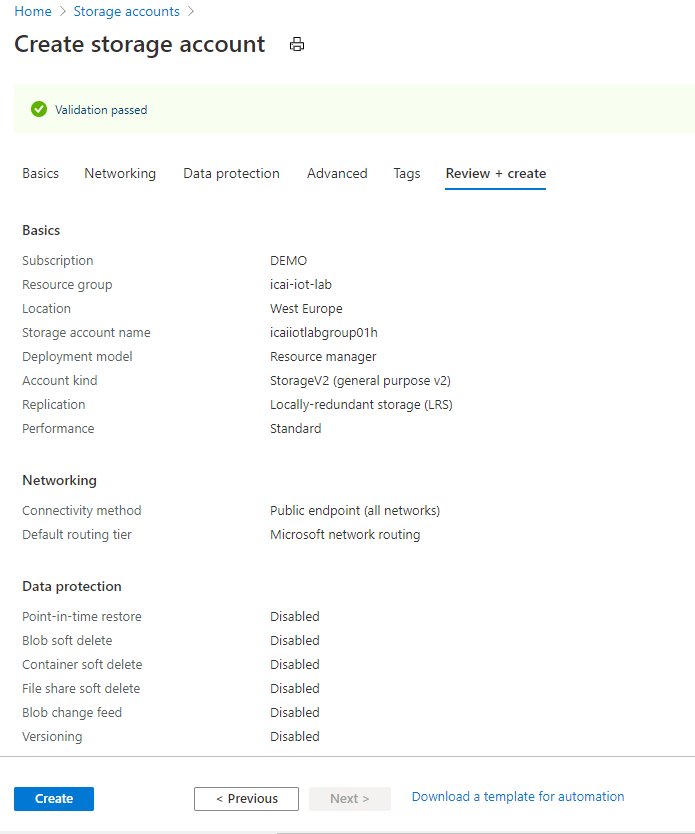 Home > Storage accounts >
Create storage account
Validation passed
Basics Networking Data protection Advanced Tags Review + create
Basics
Subscription DEMO
Resource group icai-iot-lab
Location West Europe
Storage account name icaiiotlabgroup01h
Deployment model Resource manager
Account kind StorageV2 (general purpose v2)
Replication Locally-redundant storage (LRS)
Performance Standard
Networking
Connectivity method Public endpoint (all networks)
Default routing tier Microsoft network routing
Data protection
Point-in-time restore Disabled
Blob soft delete Disabled
Container soft delete Disabled
File share soft delete Disabled
Blob change feed Disabled
Versioning Disabled
Create < Previous Next > Download a template for automation